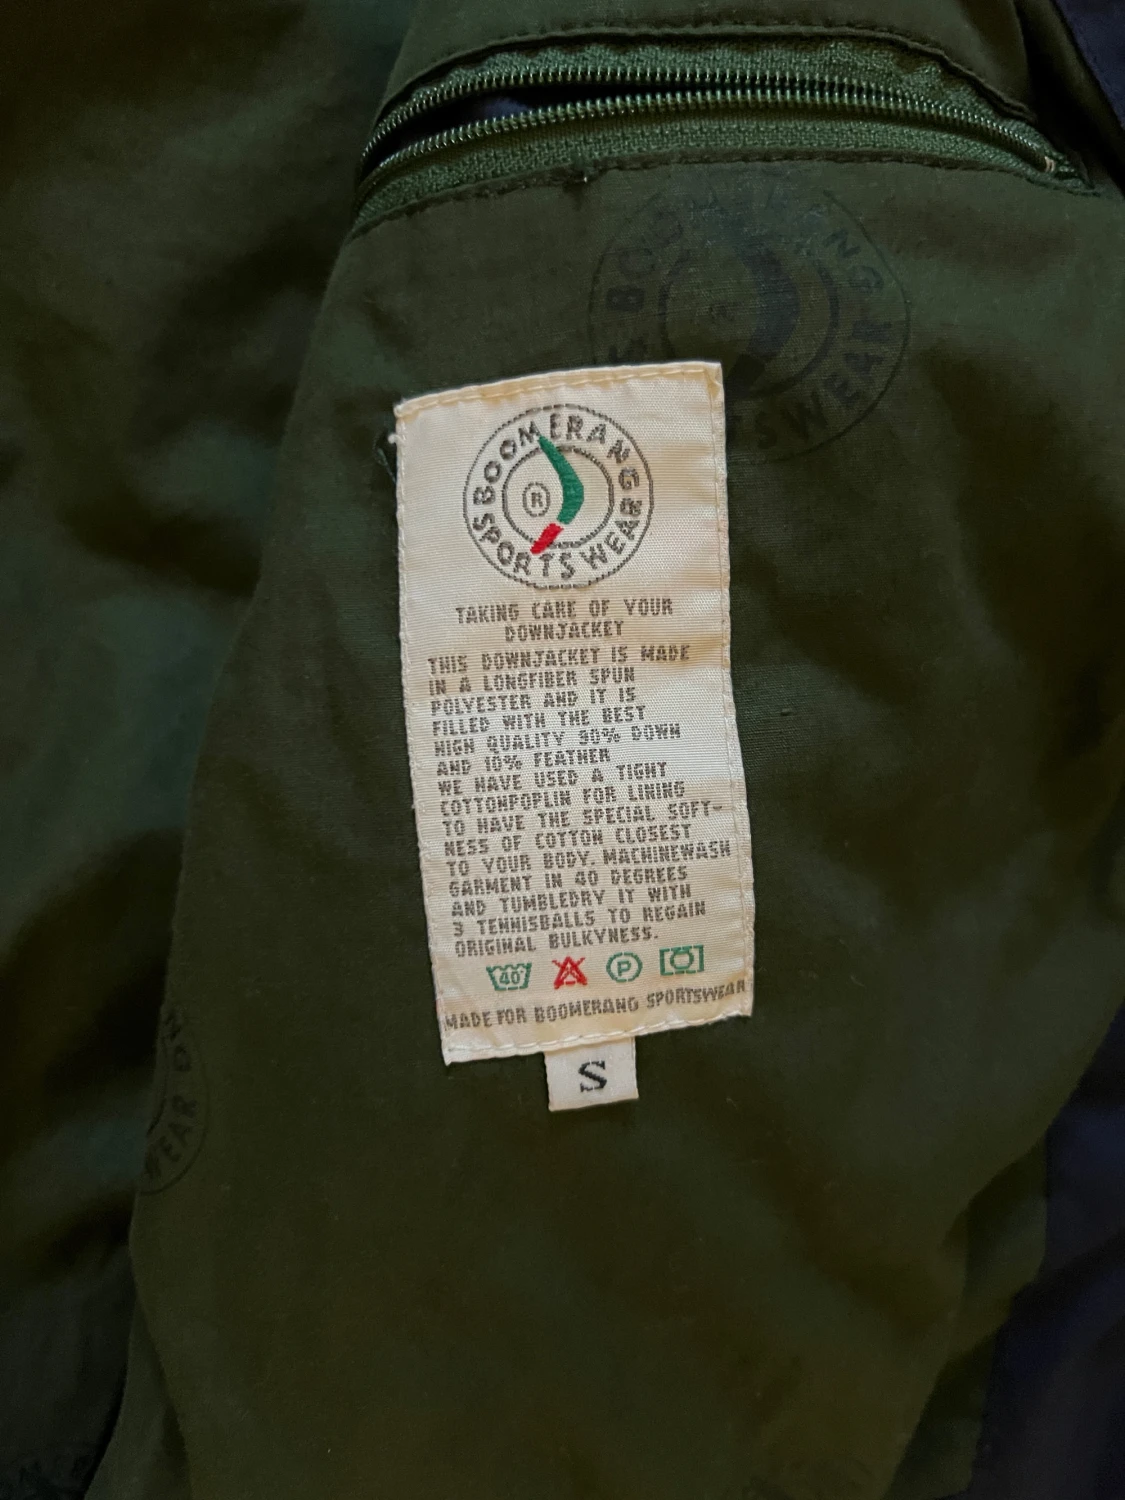 BOOMERANG
SPORTSWEAR
BOOMERANG
SPORTSWEAR
®
TAKING CARE OF YOUR
DOWNJACKET
THIS DOWNJACKET IS MADE
IN A LONGFIBER SPUN
POLYESTER AND IT IS
FILLED WITH THE BEST
HIGH QUALITY 90% DOWN
AND 10% FEATHER
WE HAVE USED A TIGHT
COTTONPOPLIN FOR LINING
TO HAVE THE SPECIAL SOFT-
NESS OF COTTON CLOSEST
TO YOUR BODY. MACHINEWASH
GARMENT IN 40 DEGREES
AND TUMBLEDRY IT WITH
3 TENNISBALLS TO REGAIN
ORIGINAL BULKYNESS.
40 P
MADE FOR BOOMERANG SPORTSWEAR
S
WEAR